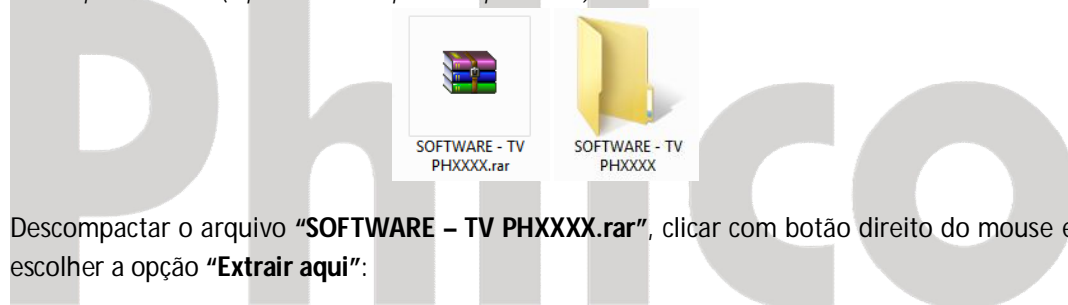 Philco
SOFTWARE - TV
PHXXXX.rar
SOFTWARE - TV
PHXXXX
Descompactar o arquivo “SOFTWARE – TV PHXXXX.rar”, clicar com botão direito do mouse e
escolher a opção “Extrair aqui”: